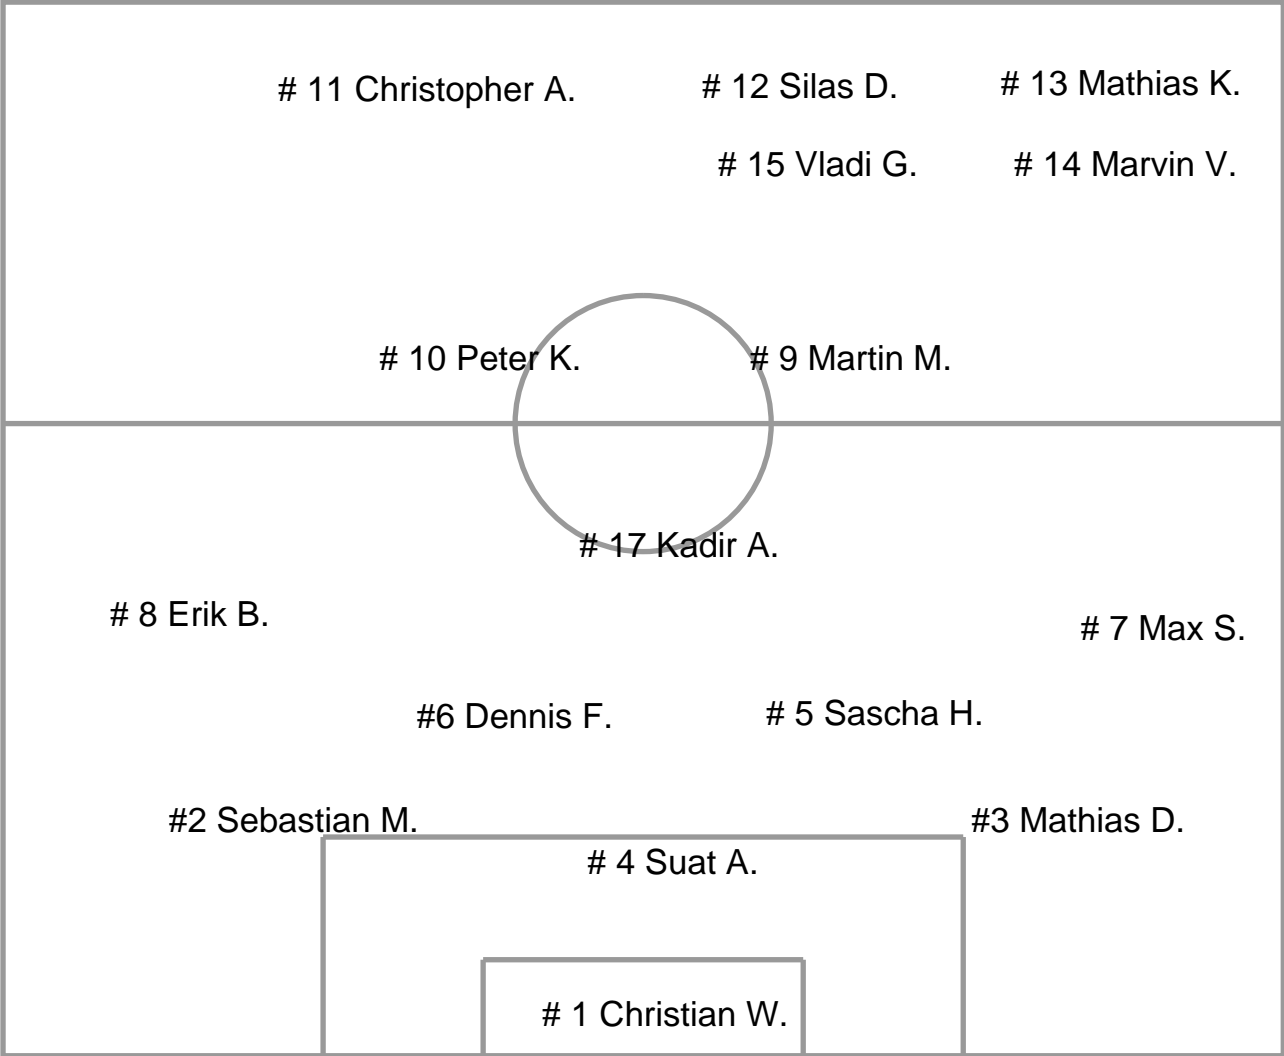 # 11 Christopher A.
# 12 Silas D.
# 13 Mathias K.
# 15 Vladi G.
# 14 Marvin V.
# 10 Peter K.
# 9 Martin M.
# 17 Kadir A.
# 8 Erik B.
# 7 Max S.
#6 Dennis F.
# 5 Sascha H.
#2 Sebastian M.
#3 Mathias D.
# 4 Suat A.
# 1 Christian W.